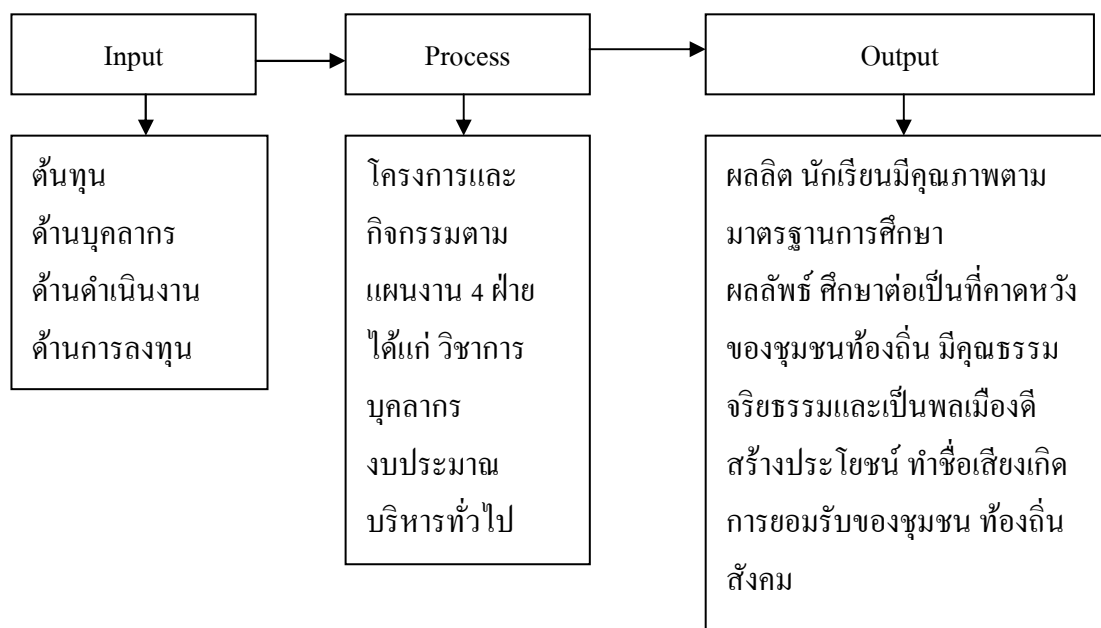 Input
Process
Output
ต้นทุน
ด้านบุคลากร
ด้านดำเนินงาน
ด้านการลงทุน
โครงการและ
กิจกรรมตาม
แผนงาน 4 ฝ่าย
ได้แก่ วิชาการ
บุคลากร
งบประมาณ
บริหารทั่วไป
ผลลิต นักเรียนมีคุณภาพตาม
มาตรฐานการศึกษา
ผลลัพธ์ ศึกษาต่อเป็นที่คาดหวัง
ของชุมชนท้องถิ่น มีคุณธรรม
จริยธรรมและเป็นพลเมืองดี
สร้างประโยชน์ ทำชื่อเสียงเกิด
การยอมรับของชุมชน ท้องถิ่น
สังคม